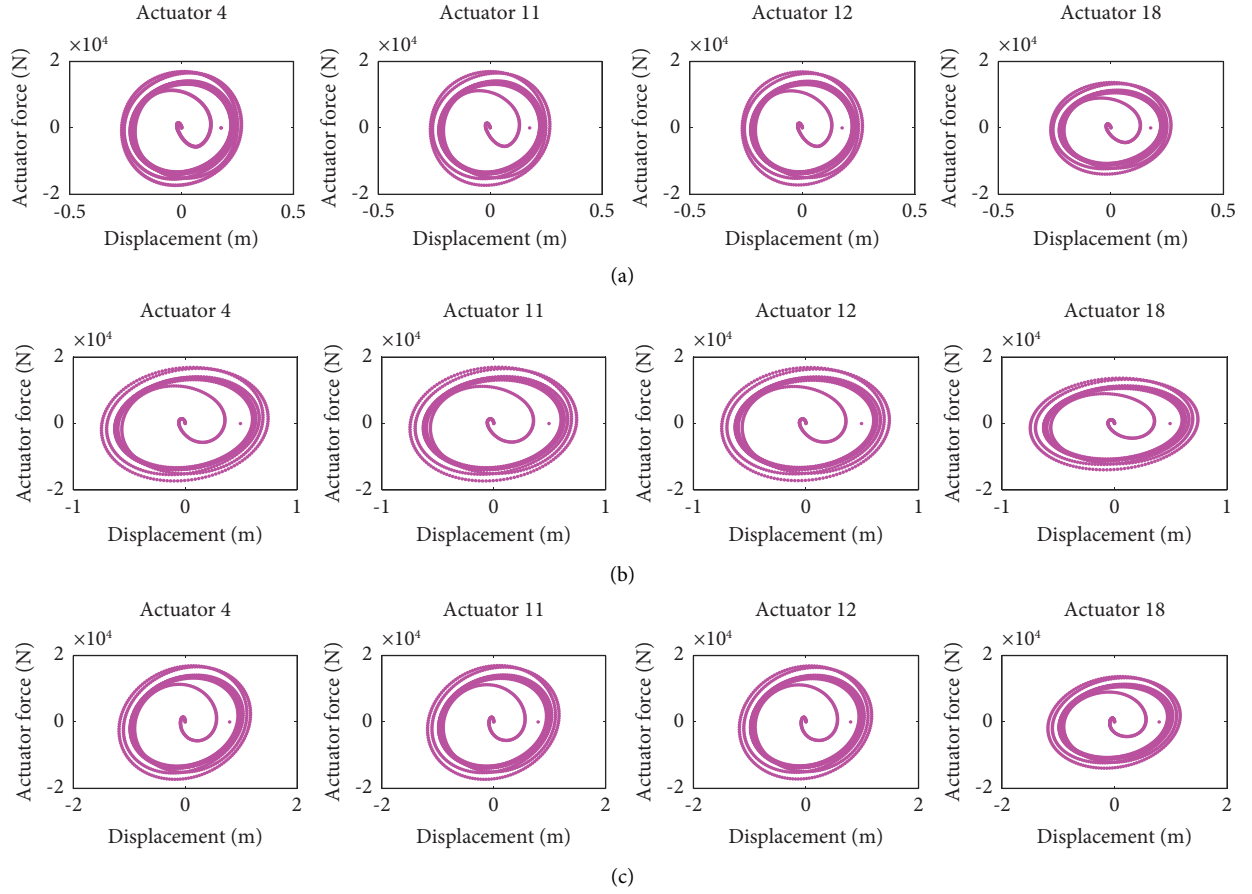 Actuator 4
×10⁴
Actuator force (N)
2
0
-2
-0.5 0 0.5
Displacement (m)
Actuator 11
×10⁴
Actuator force (N)
2
0
-2
-0.5 0 0.5
Displacement (m)
Actuator 12
×10⁴
Actuator force (N)
2
0
-2
-0.5 0 0.5
Displacement (m)
Actuator 18
×10⁴
Actuator force (N)
2
0
-2
-0.5 0 0.5
Displacement (m)
(a)
Actuator 4
×10⁴
Actuator force (N)
2
0
-2
-1 0 1
Displacement (m)
Actuator 11
×10⁴
Actuator force (N)
2
0
-2
-1 0 1
Displacement (m)
Actuator 12
×10⁴
Actuator force (N)
2
0
-2
-1 0 1
Displacement (m)
Actuator 18
×10⁴
Actuator force (N)
2
0
-2
-1 0 1
Displacement (m)
(b)
Actuator 4
×10⁴
Actuator force (N)
2
0
-2
-2 0 2
Displacement (m)
Actuator 11
×10⁴
Actuator force (N)
2
0
-2
-2 0 2
Displacement (m)
Actuator 12
×10⁴
Actuator force (N)
2
0
-2
-2 0 2
Displacement (m)
Actuator 18
×10⁴
Actuator force (N)
2
0
-2
-2 0 2
Displacement (m)
(c)